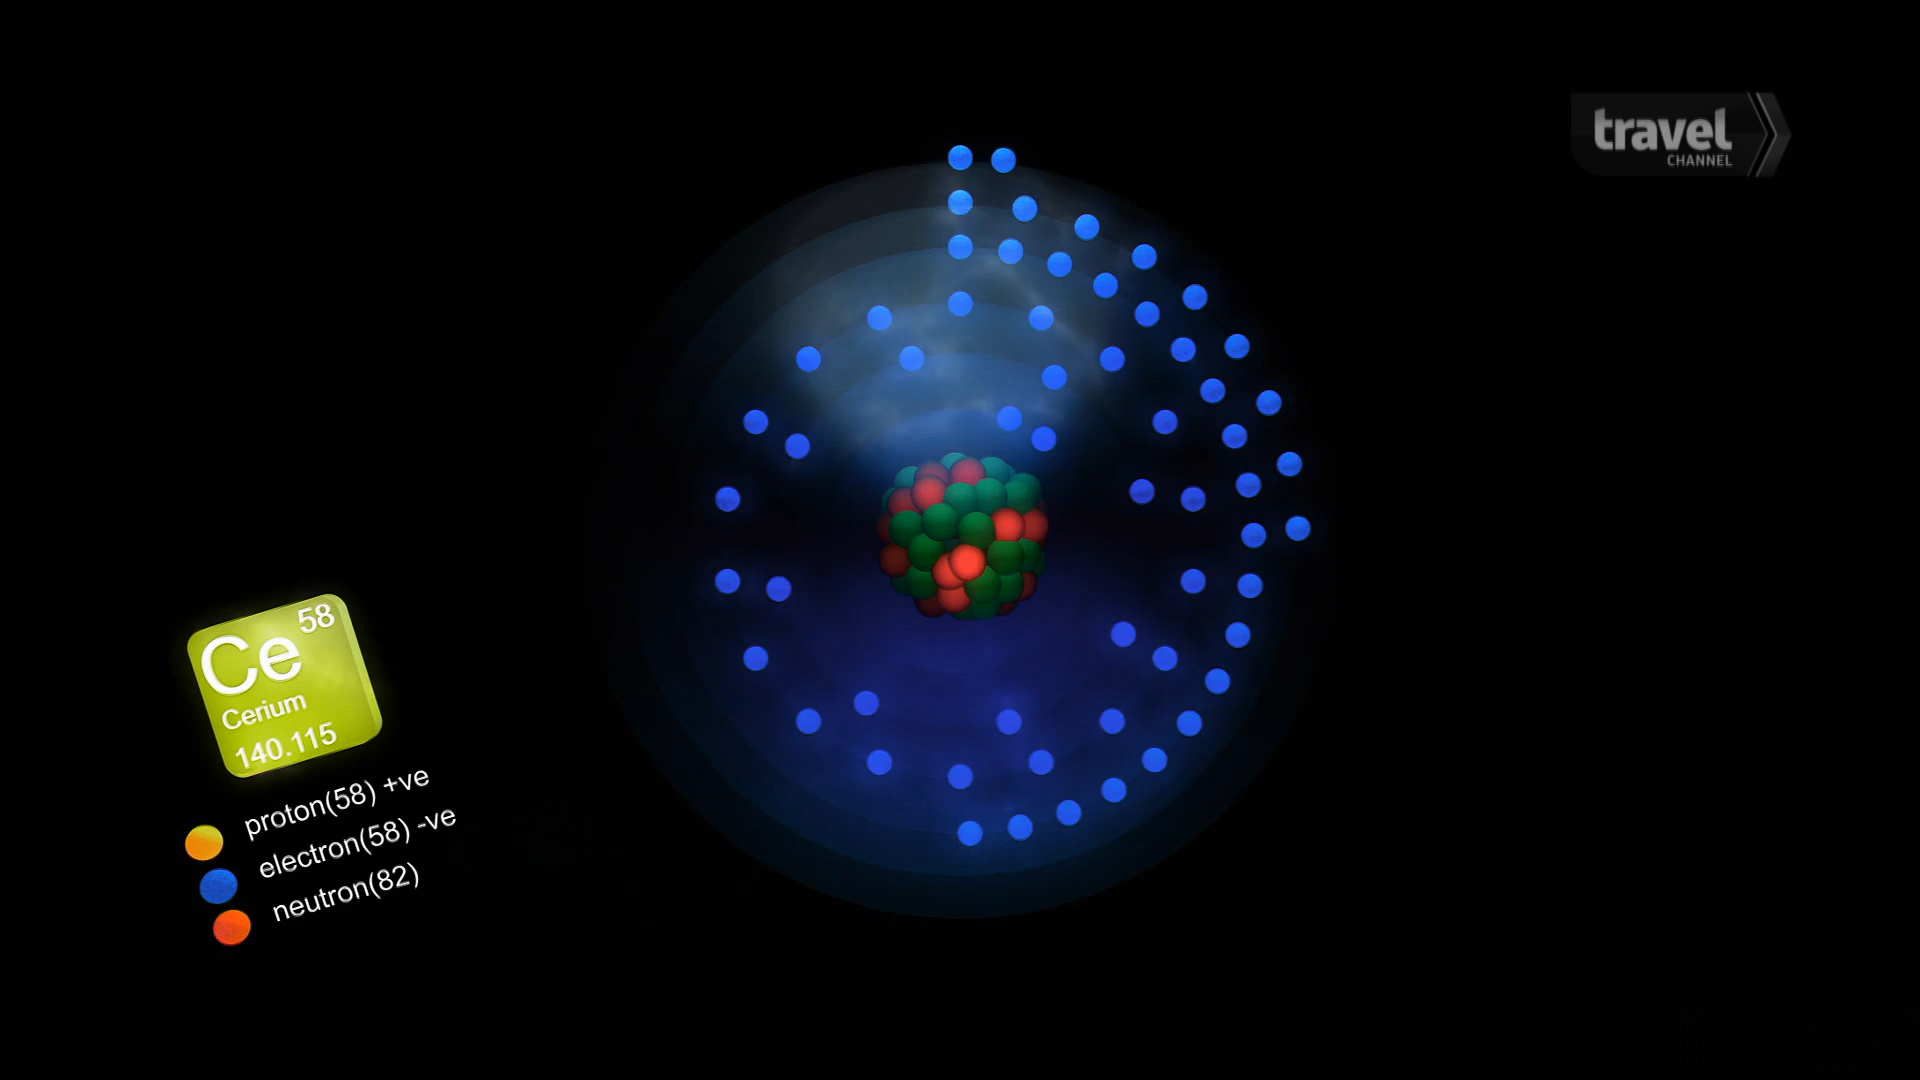 travel
CHANNEL
58
Ce
Cerium
140.115
proton(58) +ve
electron(58) -ve
neutron(82)